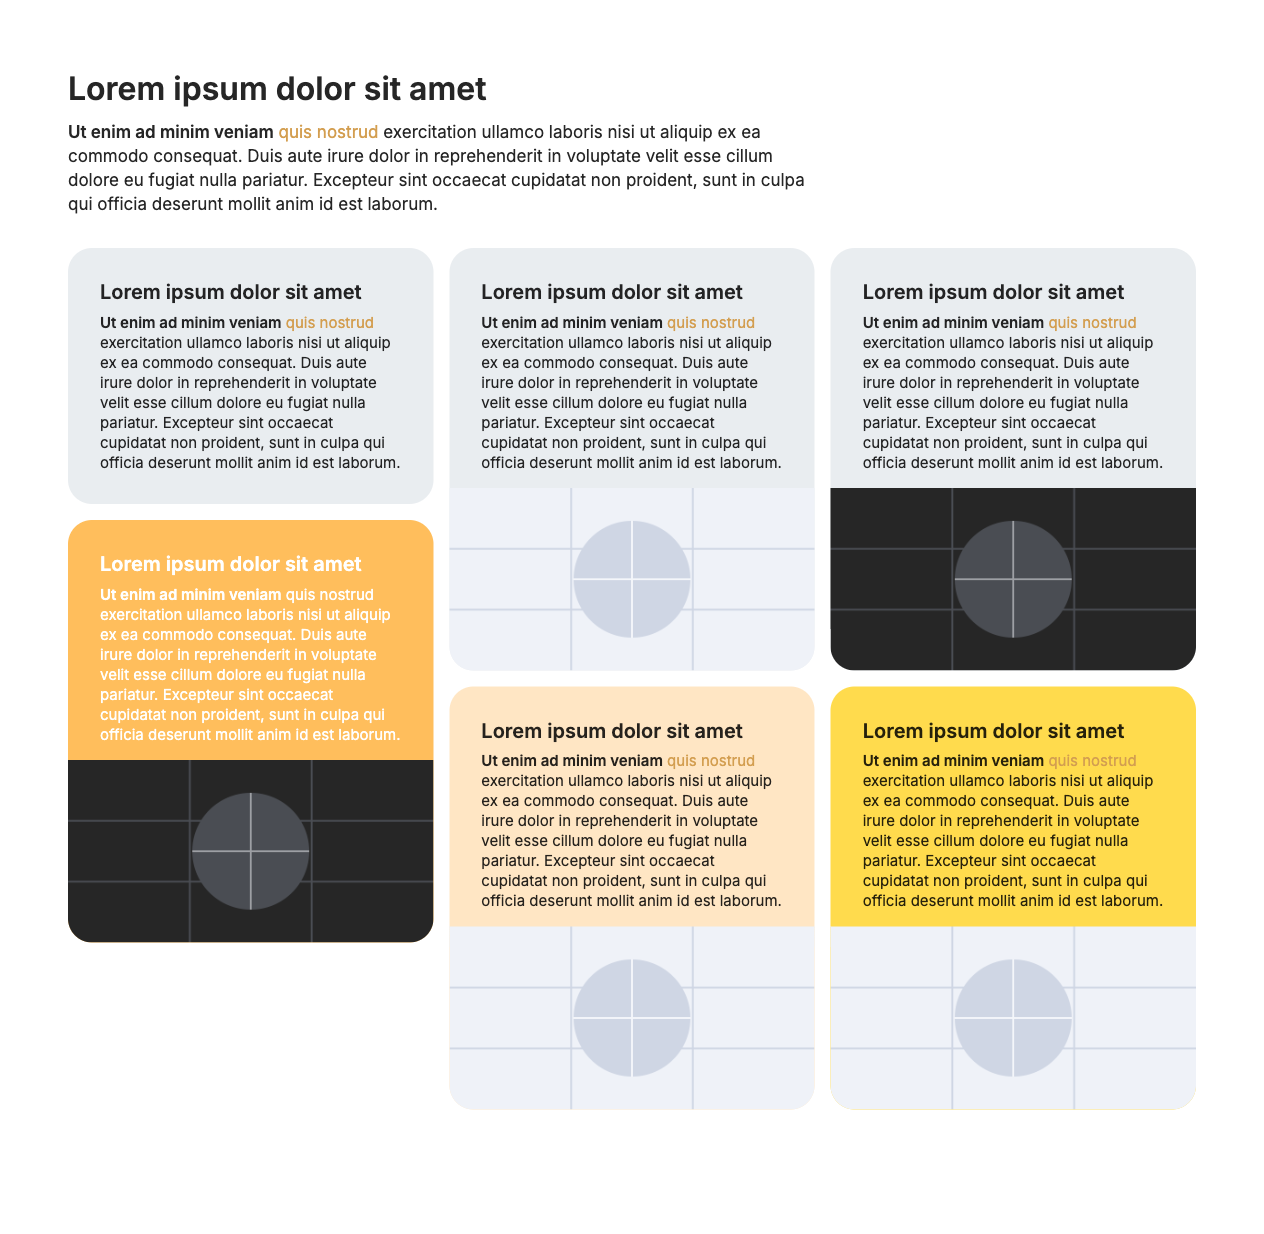 Lorem ipsum dolor sit amet
Ut enim ad minim veniam quis nostrud exercitation ullamco laboris nisi ut aliquip ex ea
commodo consequat. Duis aute irure dolor in reprehenderit in voluptate velit esse cillum
dolore eu fugiat nulla pariatur. Excepteur sint occaecat cupidatat non proident, sunt in culpa
qui officia deserunt mollit anim id est laborum.
Lorem ipsum dolor sit amet
Ut enim ad minim veniam quis nostrud
exercitation ullamco laboris nisi ut aliquip
ex ea commodo consequat. Duis aute
irure dolor in reprehenderit in voluptate
velit esse cillum dolore eu fugiat nulla
pariatur. Excepteur sint occaecat
cupidatat non proident, sunt in culpa qui
officia deserunt mollit anim id est laborum.
Lorem ipsum dolor sit amet
Ut enim ad minim veniam quis nostrud
exercitation ullamco laboris nisi ut aliquip
ex ea commodo consequat. Duis aute
irure dolor in reprehenderit in voluptate
velit esse cillum dolore eu fugiat nulla
pariatur. Excepteur sint occaecat
cupidatat non proident, sunt in culpa qui
officia deserunt mollit anim id est laborum.
Lorem ipsum dolor sit amet
Ut enim ad minim veniam quis nostrud
exercitation ullamco laboris nisi ut aliquip
ex ea commodo consequat. Duis aute
irure dolor in reprehenderit in voluptate
velit esse cillum dolore eu fugiat nulla
pariatur. Excepteur sint occaecat
cupidatat non proident, sunt in culpa qui
officia deserunt mollit anim id est laborum.
Lorem ipsum dolor sit amet
Ut enim ad minim veniam quis nostrud
exercitation ullamco laboris nisi ut aliquip
ex ea commodo consequat. Duis aute
irure dolor in reprehenderit in voluptate
velit esse cillum dolore eu fugiat nulla
pariatur. Excepteur sint occaecat
cupidatat non proident, sunt in culpa qui
officia deserunt mollit anim id est laborum.
Lorem ipsum dolor sit amet
Ut enim ad minim veniam quis nostrud
exercitation ullamco laboris nisi ut aliquip
ex ea commodo consequat. Duis aute
irure dolor in reprehenderit in voluptate
velit esse cillum dolore eu fugiat nulla
pariatur. Excepteur sint occaecat
cupidatat non proident, sunt in culpa qui
officia deserunt mollit anim id est laborum.
Lorem ipsum dolor sit amet
Ut enim ad minim veniam quis nostrud
exercitation ullamco laboris nisi ut aliquip
ex ea commodo consequat. Duis aute
irure dolor in reprehenderit in voluptate
velit esse cillum dolore eu fugiat nulla
pariatur. Excepteur sint occaecat
cupidatat non proident, sunt in culpa qui
officia deserunt mollit anim id est laborum.